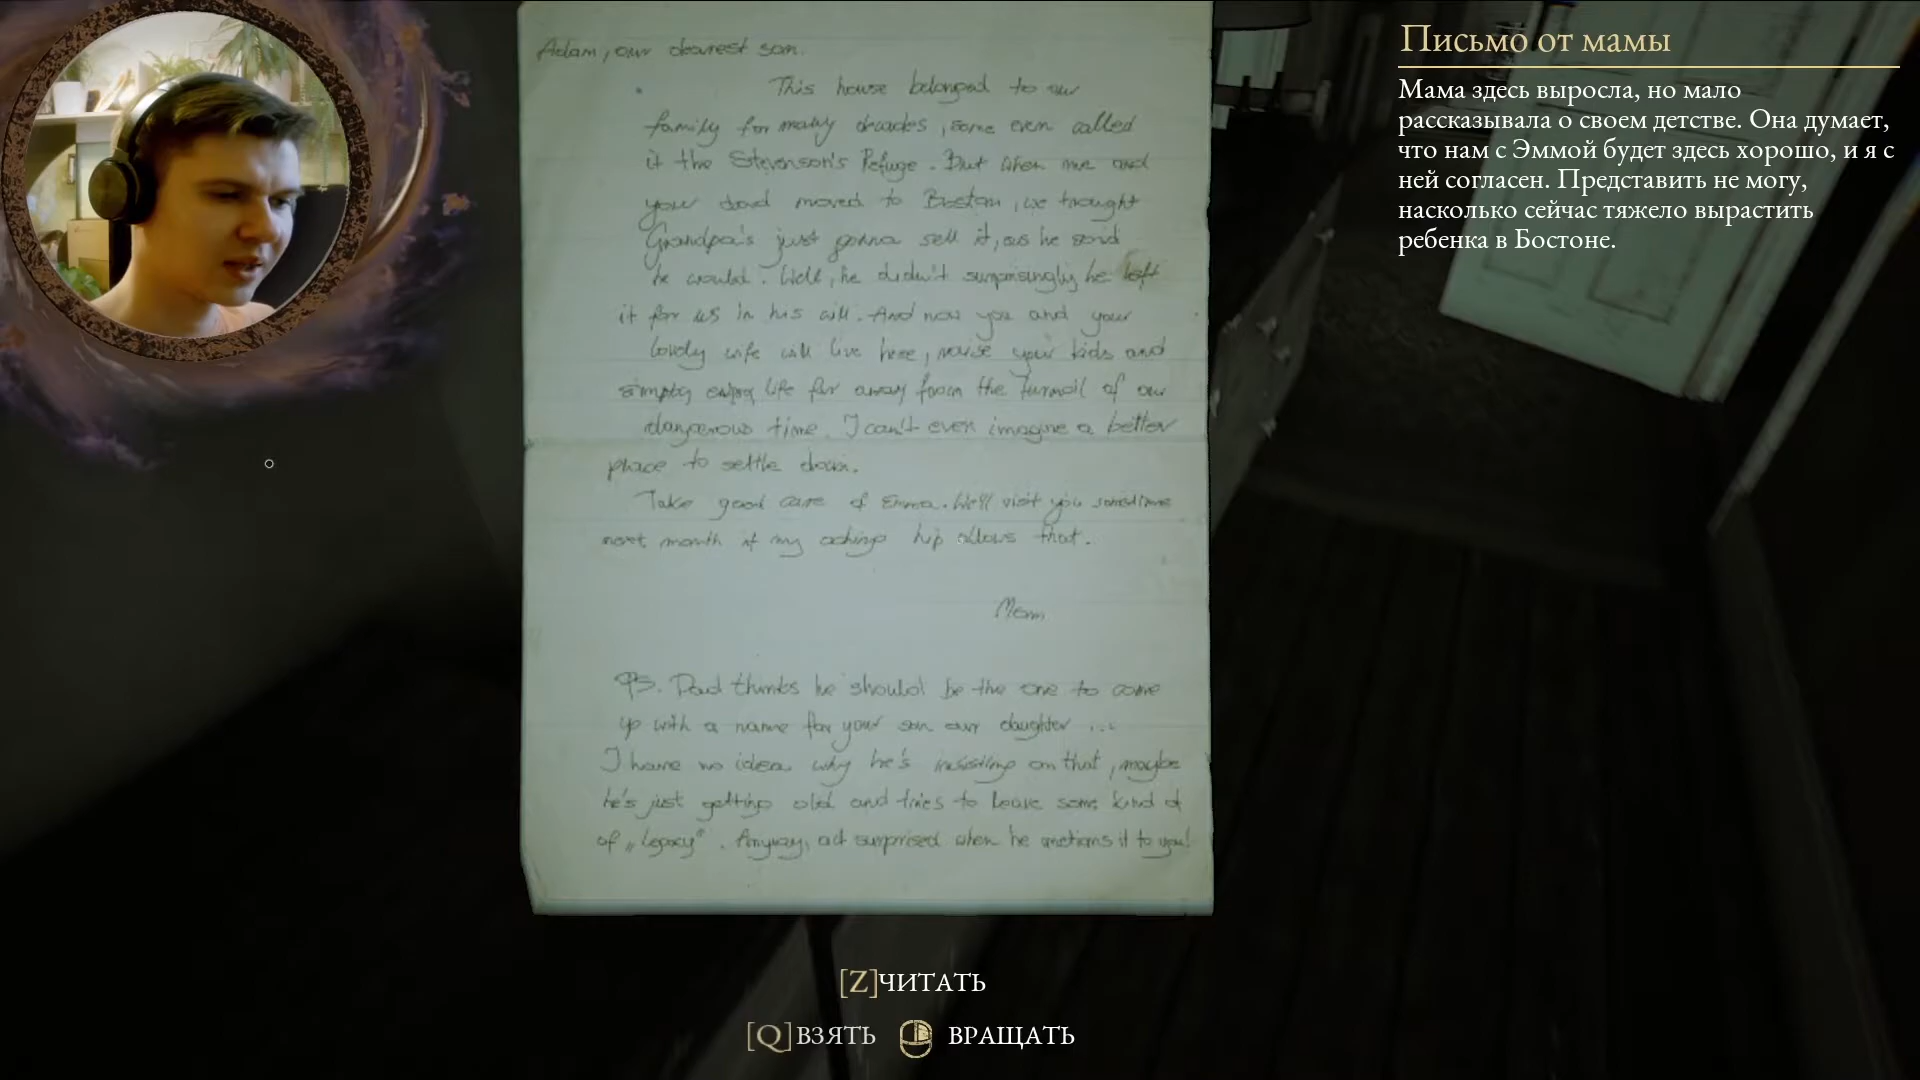 Adam, our dearest son.
This house belonged to our
family for many decades, some even called
it the Stevenson's Refuge. But when me and
your dad moved to Boston, we thought
Grandpa's just gonna sell it, as he said
he would. Well, he didn't surprisingly he left
it for us in his will. And now you and your
lovely wife will live here, raise your kids and
simply enjoy life far away from the turmoil of our
dangerous time. I can't even imagine a better
place to settle down.
Take good care of Emma. We'll visit you sometime
next month if my aching hip allows that.
Mom
PS. Dad thinks he should be the one to come
up with a name for your son our daughter ...
I have no idea why he's insisting on that, maybe
he's just getting old and tries to leave some kind of
of „legacy". Anyway, act surprised when he mentions it to you!
Письмо от мамы
Мама здесь выросла, но мало
рассказывала о своем детстве. Она думает,
что нам с Эммой будет здесь хорошо, и я с
ней согласен. Представить не могу,
насколько сейчас тяжело вырастить
ребенка в Бостоне.
[Z]ЧИТАТЬ
[Q]ВЗЯТЬ ВРАЩАТЬ